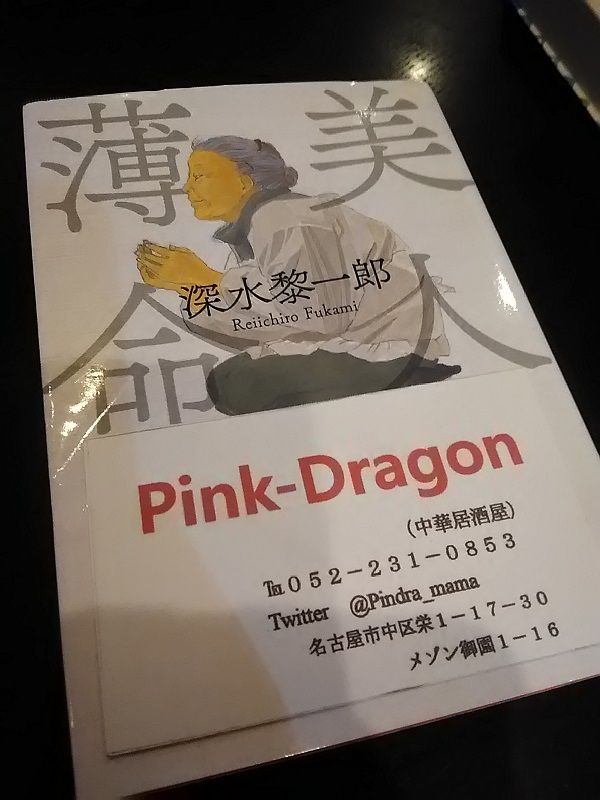 美人薄命
深水黎一郎
Reiichiro Fukami
Pink-Dragon
(中華居酒屋)
℡052-231-0853
Twitter @Pindra_mama
名古屋市中区栄1-17-30
メゾン御園1-16